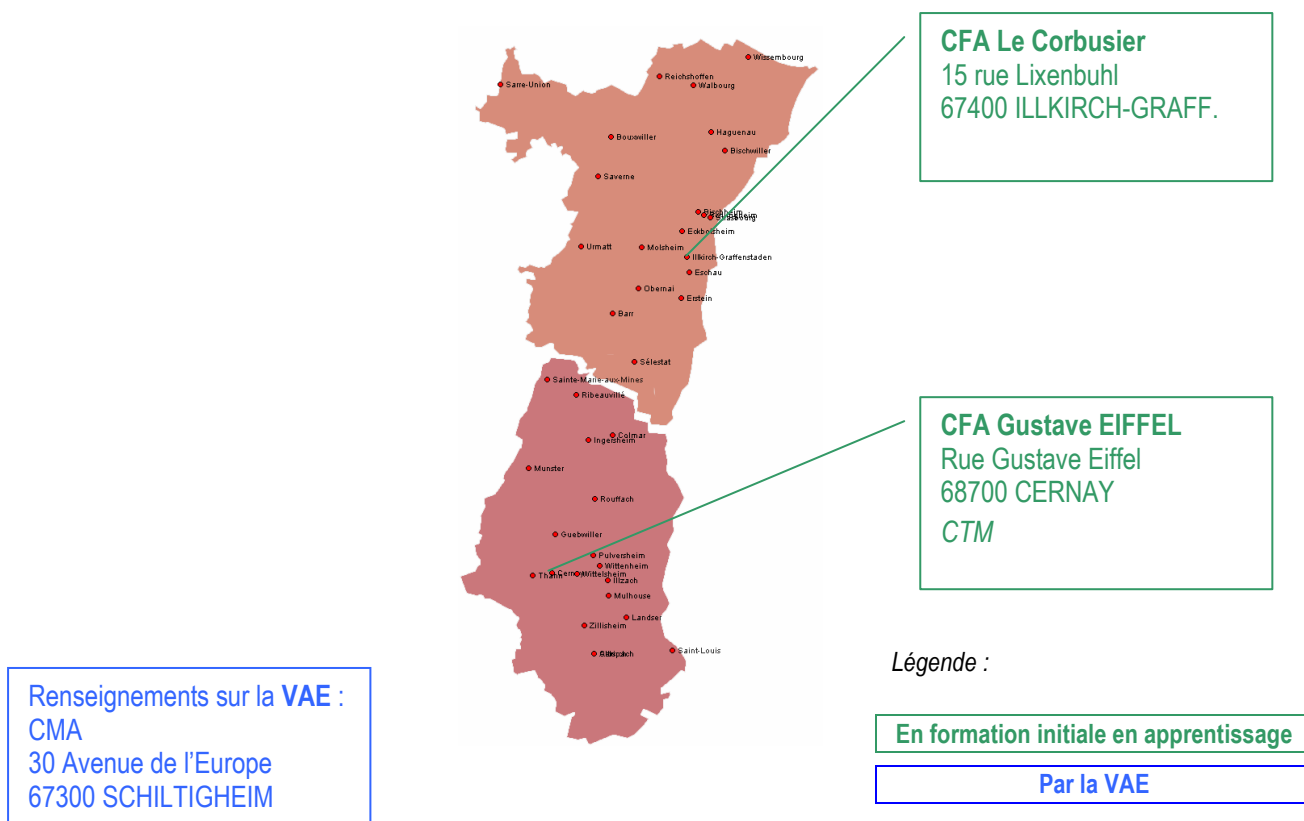 CFA Le Corbusier
15 rue Lixenbuhl
67400 ILLKIRCH-GRAFF.
Wissembourg
Reichshoffen
Sarre-Union
Walbourg
Haguenau
Bouxwiller
Bischwiller
Saverne
Eckbolsheim
Urmatt
Molsheim
Illkirch-Graffenstaden
Eschau
Obernai
Erstein
Barr
Sélestat
Sainte-Marie-aux-Mines
Ribeauvillé
Colmar
Ingersheim
Munster
Rouffach
Guebwiller
Pulversheim
Wittenheim
Thann
Wittelsheim
Illzach
Mulhouse
Landser
Zillisheim
Saint-Louis
CFA Gustave EIFFEL
Rue Gustave Eiffel
68700 CERNAY
CTM
Légende :
En formation initiale en apprentissage
Par la VAE
Renseignements sur la VAE :
CMA
30 Avenue de l'Europe
67300 SCHILTIGHEIM